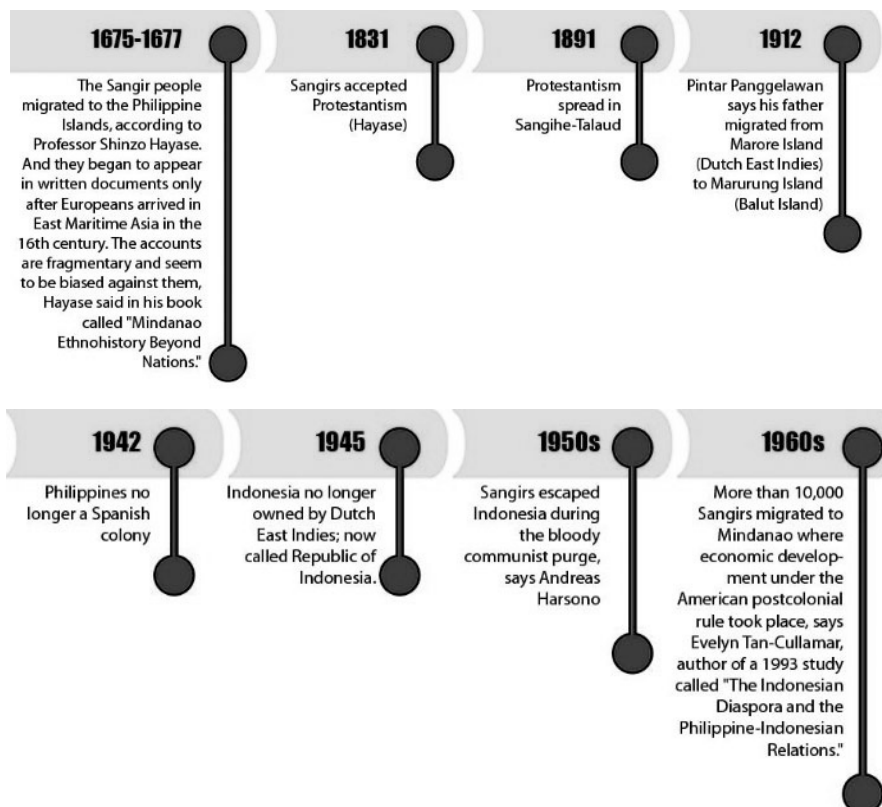 1675-1677
The Sangir people
migrated to the Philippine
Islands, according to
Professor Shinzo Hayase.
And they began to appear
in written documents only
after Europeans arrived in
East Maritime Asia in the
16th century. The accounts
are fragmentary and seem
to be biased against them,
Hayase said in his book
called "Mindanao
Ethnohistory Beyond
Nations."
1831
Sangirs accepted
Protestantism
(Hayase)
1891
Protestantism
spread in
Sangihe-Talaud
1912
Pintar Panggelawan
says his father
migrated from
Marore Island
(Dutch East Indies)
to Marurung Island
(Balut Island)
1942
Philippines no
longer a Spanish
colony
1945
Indonesia no longer
owned by Dutch
East Indies; now
called Republic of
Indonesia.
1950s
Sangirs escaped
Indonesia during
the bloody
communist purge,
says Andreas
Harsono
1960s
More than 10,000
Sangirs migrated to
Mindanao where
economic develop-
ment under the
American postcolonial
rule took place, says
Evelyn Tan-Cullamar,
author of a 1993 study
called "The Indonesian
Diaspora and the
Philippine-Indonesian
Relations."